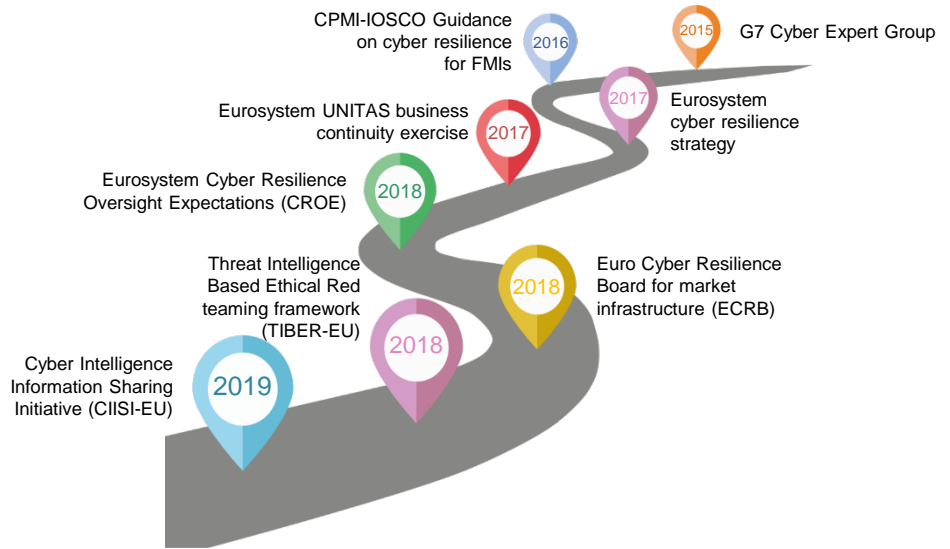 CPMI-IOSCO Guidance
on cyber resilience
for FMIs
2016
2015
G7 Cyber Expert Group
Eurosystem UNITAS business
continuity exercise
2017
2017
Eurosystem
cyber resilience
strategy
Eurosystem Cyber Resilience
Oversight Expectations (CROE)
2018
Threat Intelligence
Based Ethical Red
teaming framework
(TIBER-EU)
2018
2018
Euro Cyber Resilience
Board for market
infrastructure (ECRB)
Cyber Intelligence
Information Sharing
Initiative (CIISI-EU)
2019